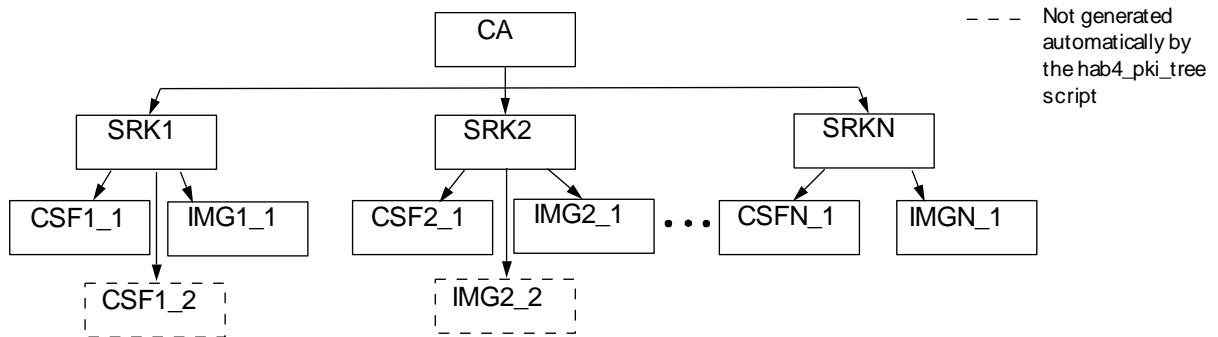 CA
Not generated
automatically by
the hab4_pki_tree
script
SRK1
SRK2
SRKN
CSF1_1
IMG1_1
CSF2_1
IMG2_1
CSFN_1
IMGN_1
CSF1_2
IMG2_2